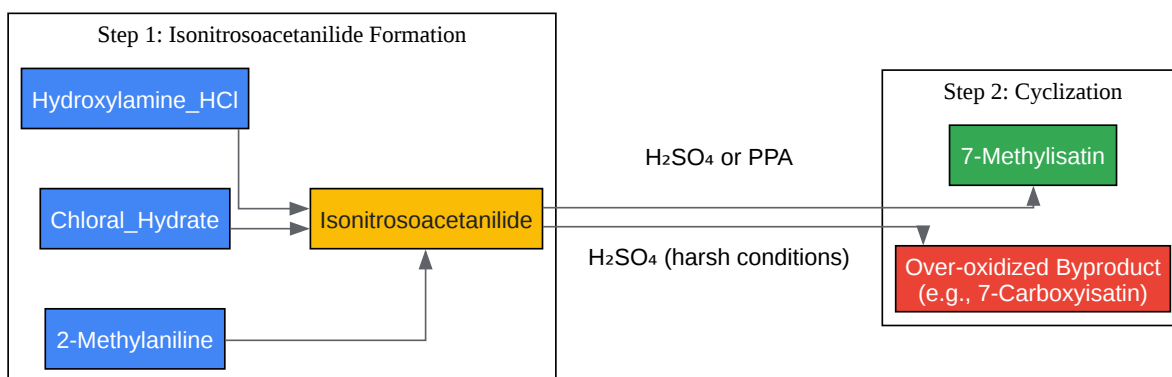 Step 1: Isonitrosoacetanilide Formation
Hydroxylamine_HCl
Chloral_Hydrate
Isonitrosoacetanilide
2-Methylaniline
H₂SO₄ or PPA
H₂SO₄ (harsh conditions)
Step 2: Cyclization
7-Methylisatin
Over-oxidized Byproduct
(e.g., 7-Carboxyisatin)